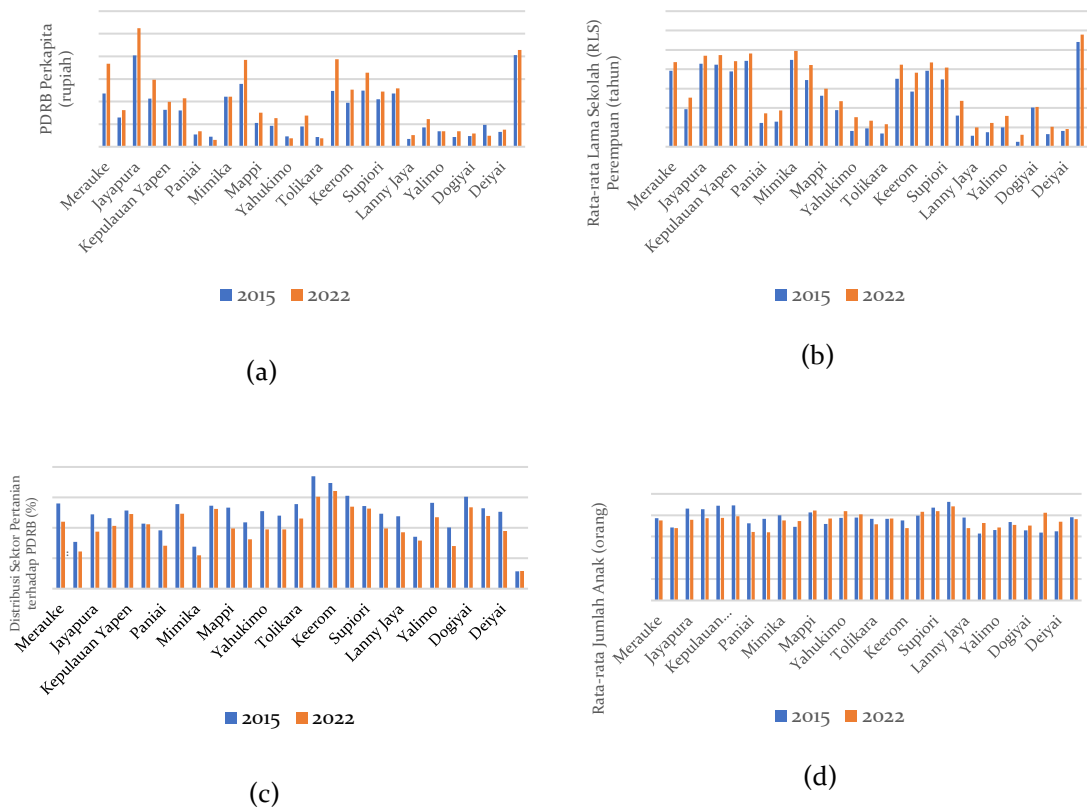 PDRB Perkapita
(rupiah)
Merauke
Jayapura
Kepulauan Yapen
Paniai
Mimika
Mappi
Yahukimo
Tolikara
Keerom
Supiori
Lanny Jaya
Yalimo
Dogiyai
Deiyai
2015 2022
(a)
Rata-rata Lama Sekolah (RLS)
Perempuan (tahun)
Merauke
Jayapura
Kepulauan Yapen
Paniai
Mimika
Mappi
Yahukimo
Tolikara
Keerom
Supiori
Lanny Jaya
Yalimo
Dogiyai
Deiyai
2015 2022
(b)
Distribusi Sektor Pertanian
terhadap PDRB (%)
Merauke
Jayapura
Kepulauan Yapen
Paniai
Mimika
Mappi
Yahukimo
Tolikara
Keerom
Supiori
Lanny Jaya
Yalimo
Dogiyai
Deiyai
2015 2022
(c)
Rata-rata Jumlah Anak (orang)
Merauke
Jayapura
Kepulauan...
Paniai
Mimika
Mappi
Yahukimo
Tolikara
Keerom
Supiori
Lanny Jaya
Yalimo
Dogiyai
Deiyai
2015 2022
(d)